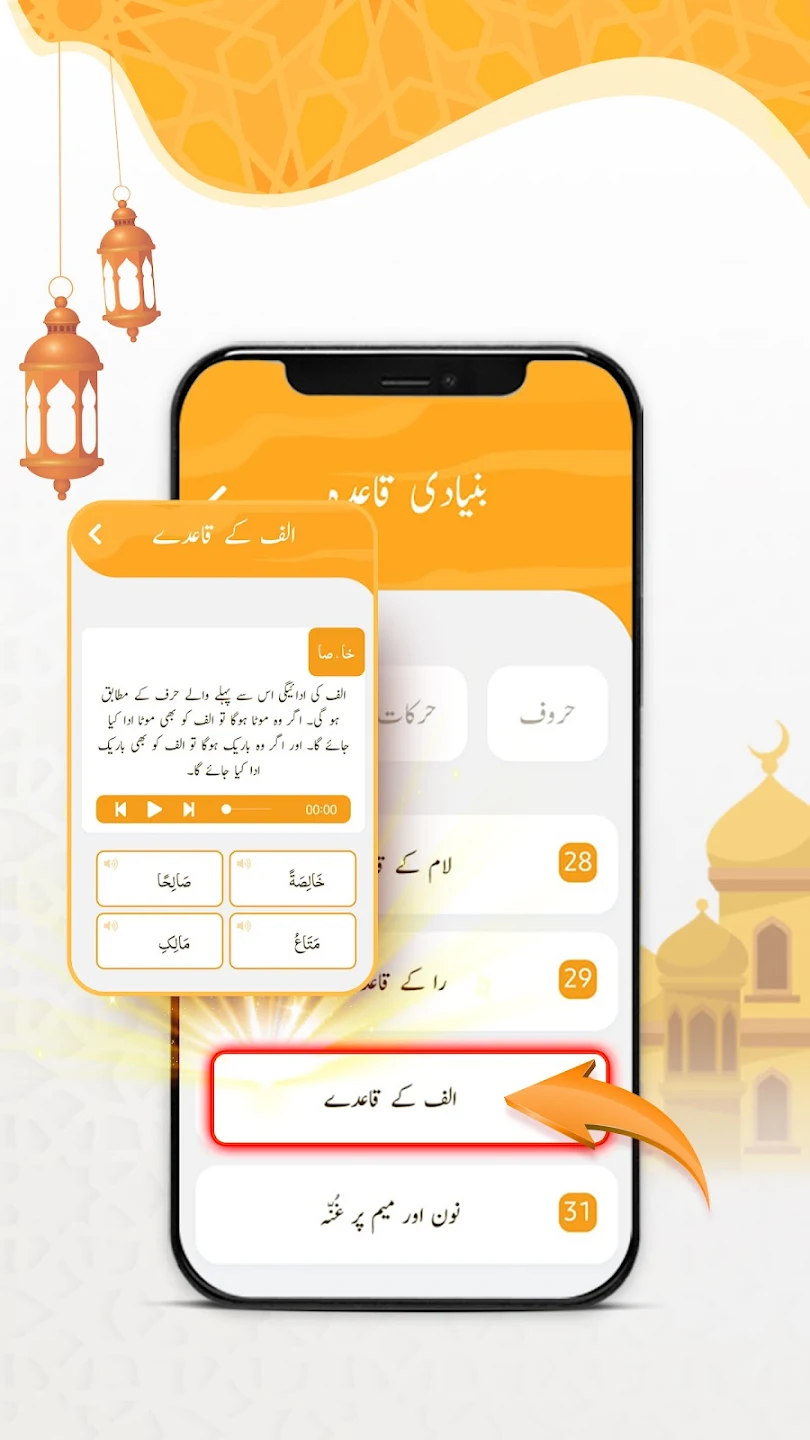 بنیادی قاعدہ
الف کے قاعدے
خا، صا
الف کی ادائیگی اس سے پہلے والے حرف کے مطابق
ہو گی۔ اگر وہ موٹا ہوگا تو الف کو بھی موٹا ادا کیا
جائے گا۔ اور اگر وہ باریک ہوگا تو الف کو بھی باریک
ادا کیا جائے گا۔
00:00
خَالِصَةً
صَالِحًا
مَتَاعُ
مَالِكِ
حروف
حرکات
28
لام کے
29
را کے قاعد
الف کے قاعدے
31
نون اور میم پر غُنّہ